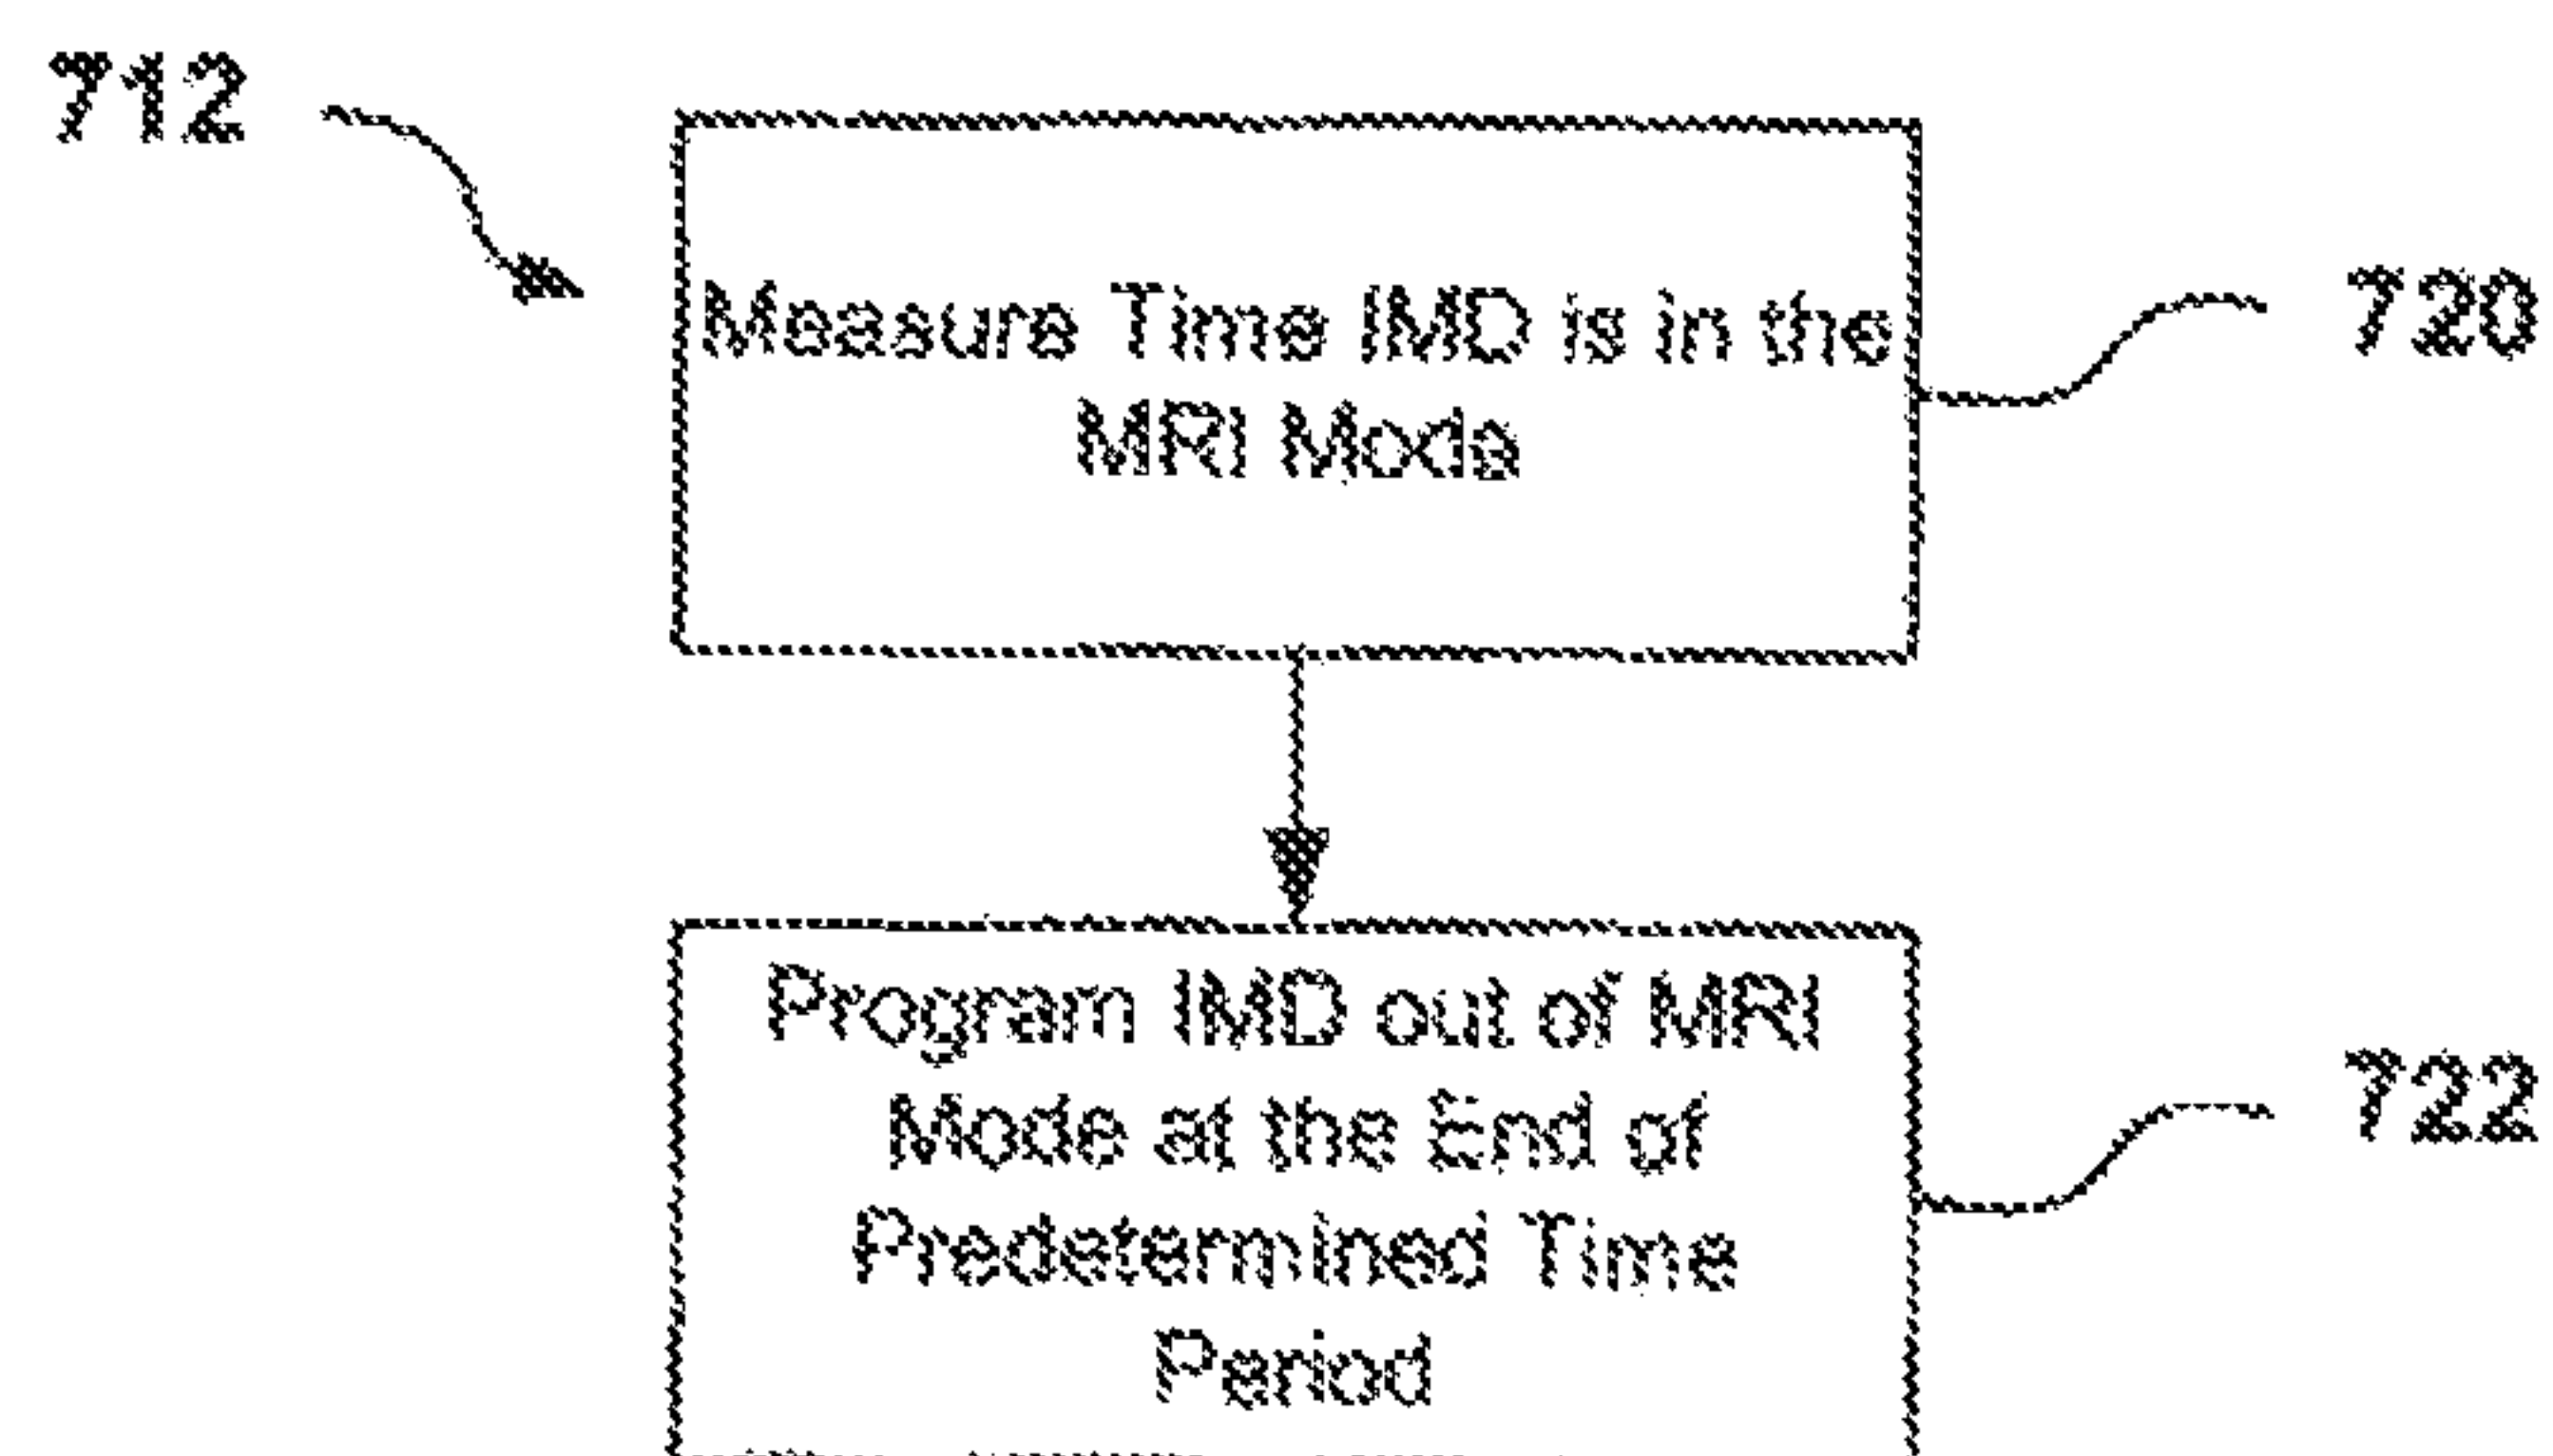 712
Measure Time IMD is in the
MRI Mode
720
Program IMD out of MRI
Mode at the End of
Predetermined Time
Period
722